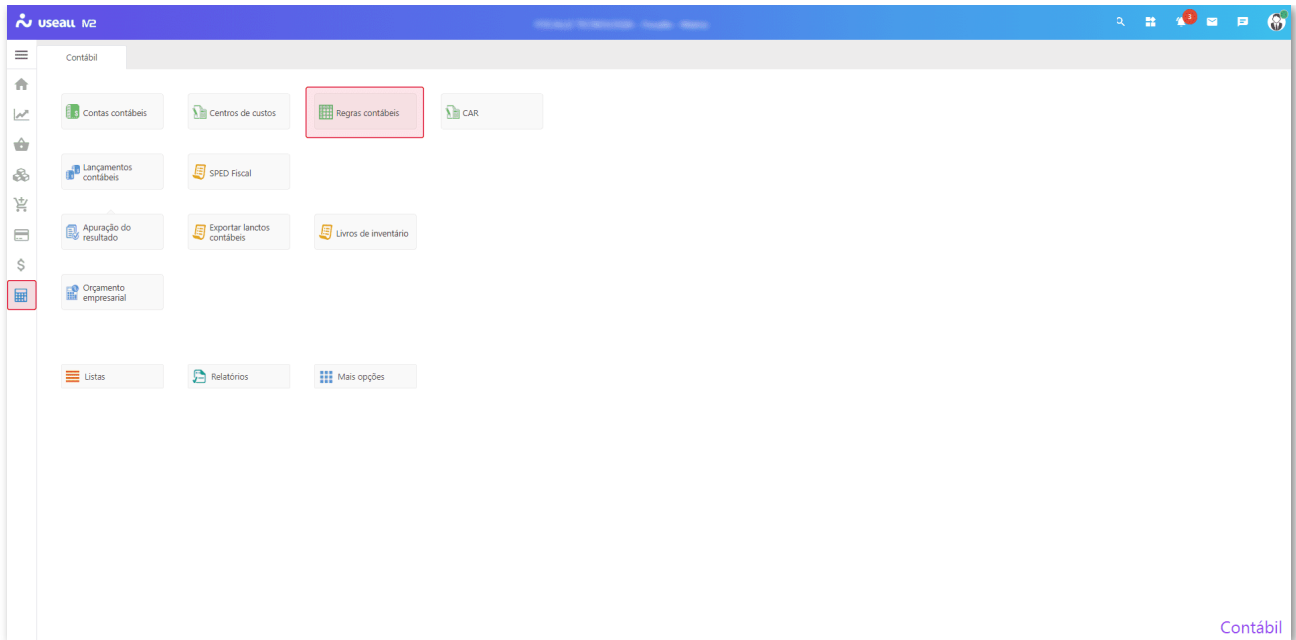 useall M2
3
Contábil
Contas contábeis
Centros de custos
Regras contábeis
CAR
Lançamentos
contábeis
SPED Fiscal
Apuração do
resultado
Exportar lanctos
contábeis
Livros de inventário
Orçamento
empresarial
Listas
Relatórios
Mais opções
Contábil